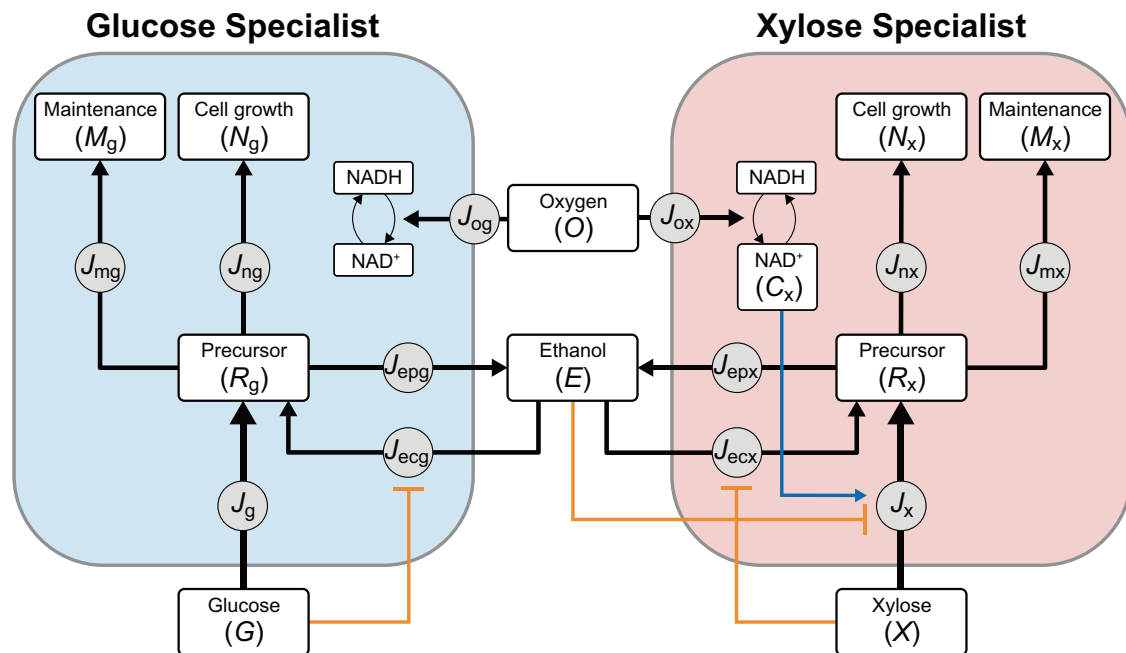 Glucose Specialist
Xylose Specialist
Maintenance
(Mg)
Cell growth
(Ng)
Cell growth
(Nx)
Maintenance
(Mx)
NADH
NAD+
Jog
Oxygen
(O)
Jox
NADH
NAD+
(Cx)
Jmg
Jng
Jnx
Jmx
Precursor
(Rg)
Jepg
Ethanol
(E)
Jepx
Precursor
(Rx)
Jecg
Jecx
Jg
Jx
Glucose
(G)
Xylose
(X)